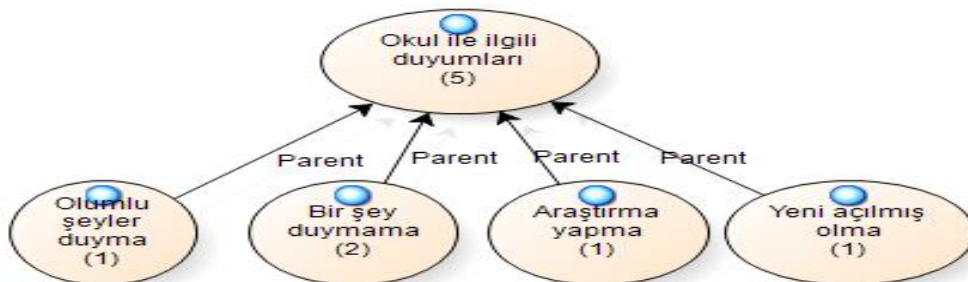 Okul ile ilgili
duyumları
(5)
Parent
Parent
Parent
Parent
Olumlu
şeyler
duyma
(1)
Bir şey
duymama
(2)
Araştırma
yapma
(1)
Yeni açılmış
olma
(1)